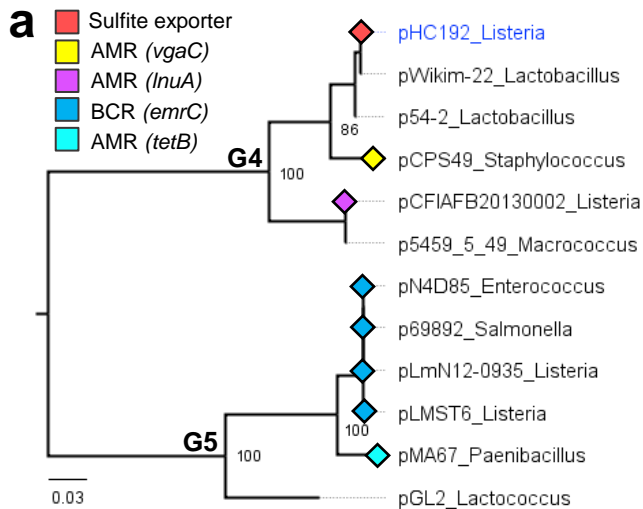 a
Sulfite exporter
AMR (vgaC)
AMR (lnuA)
BCR (emrC)
AMR (tetB)
pHC192_Listeria
pWikim-22_Lactobacillus
p54-2_Lactobacillus
86
pCPS49_Staphylococcus
G4
100
pCFIAFB20130002_Listeria
p5459_5_49_Macrococcus
pN4D85_Enterococcus
p69892_Salmonella
pLmN12-0935_Listeria
pLMST6_Listeria
100
G5
100
pMA67_Paenibacillus
pGL2_Lactococcus
0.03